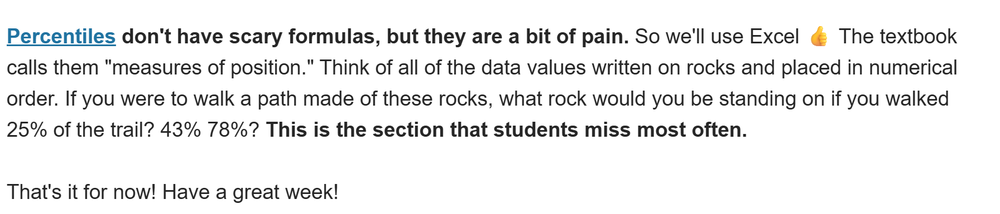 Percentiles don't have scary formulas, but they are a bit of pain. So we'll use Excel 👍 The textbook
calls them "measures of position." Think of all of the data values written on rocks and placed in numerical
order. If you were to walk a path made of these rocks, what rock would you be standing on if you walked
25% of the trail? 43% 78%? This is the section that students miss most often.
That's it for now! Have a great week!